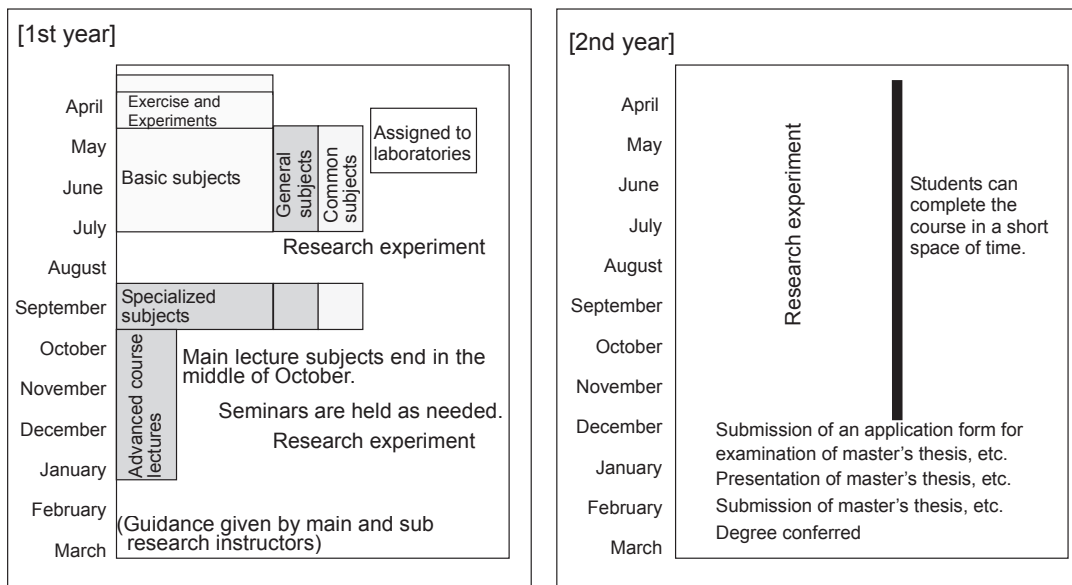 [1st year]
April
May
June
July
August
September
October
November
December
January
February
March
Exercise and
Experiments
Basic subjects
General
subjects
Common
subjects
Assigned to
laboratories
Research experiment
Specialized
subjects
Advanced course
lectures
Main lecture subjects end in the
middle of October.
Seminars are held as needed.
Research experiment
(Guidance given by main and sub
research instructors)
[2nd year]
April
May
June
July
August
September
October
November
December
January
February
March
Research experiment
Students can
complete the
course in a short
space of time.
Submission of an application form for
examination of master's thesis, etc.
Presentation of master's thesis, etc.
Submission of master's thesis, etc.
Degree conferred